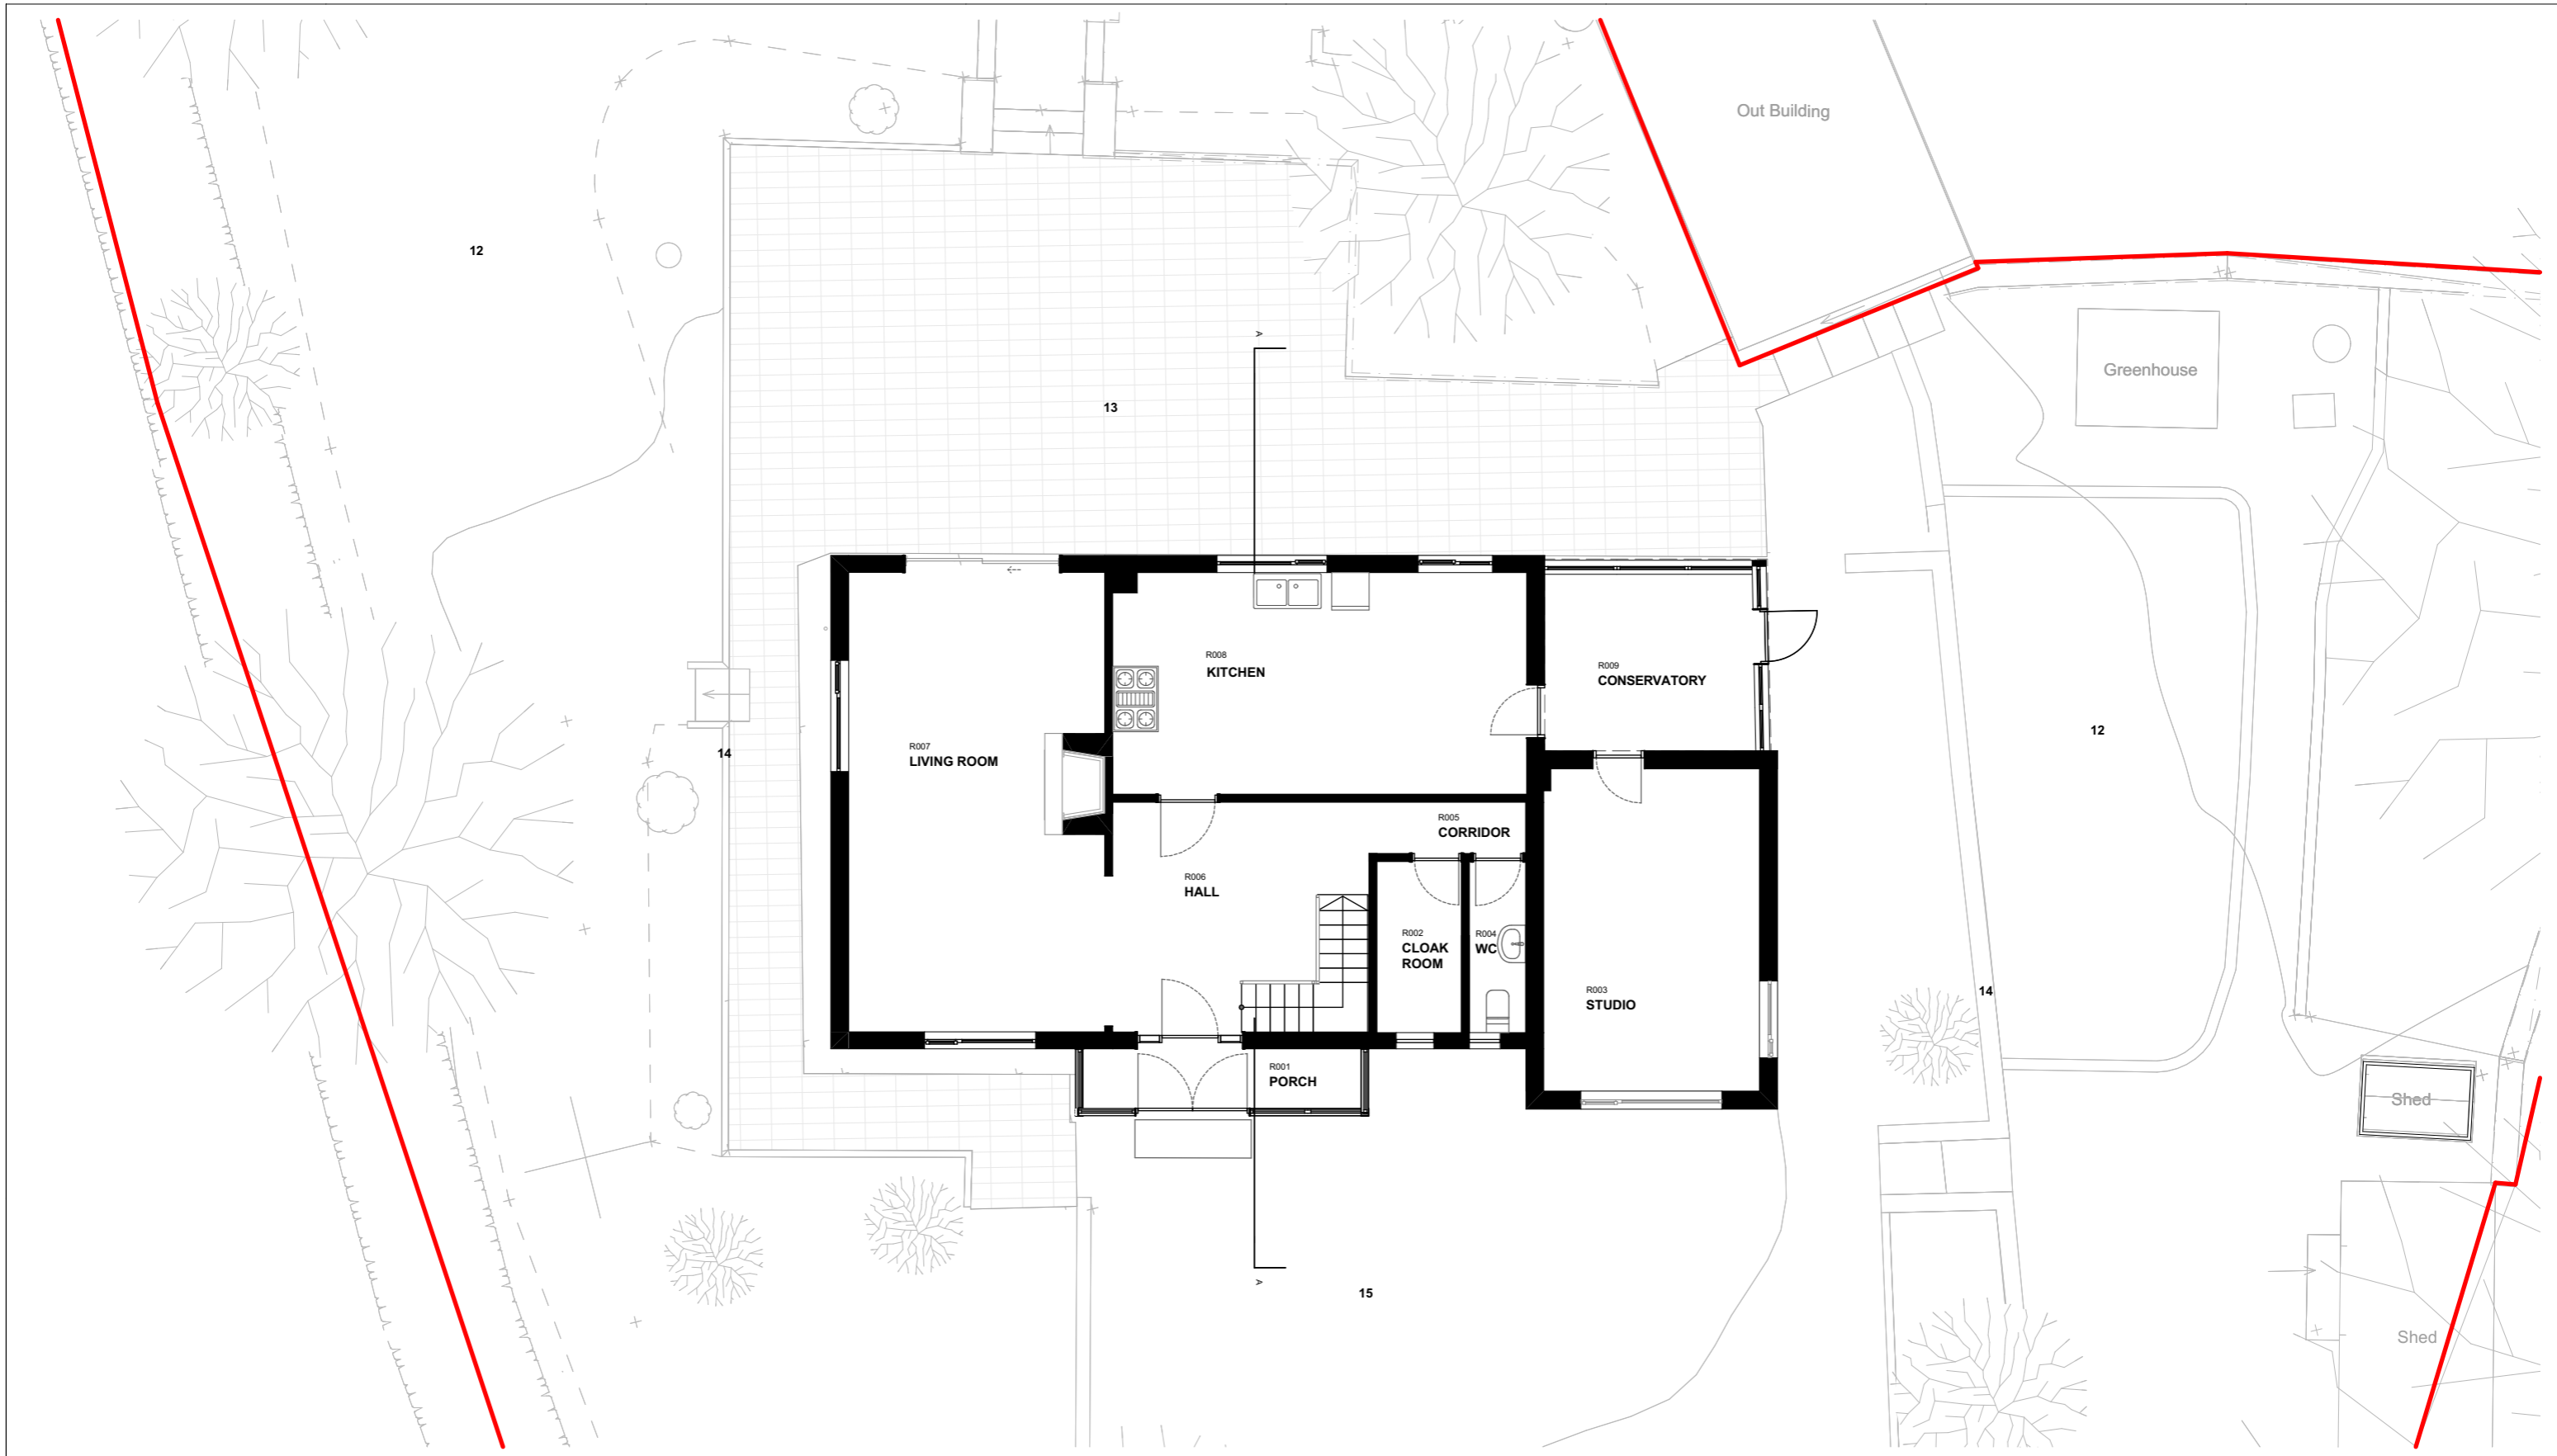 Out Building
12
Greenhouse
A
13
R008
KITCHEN
R009
CONSERVATORY
12
14
R007
LIVING ROOM
R005
CORRIDOR
R006
HALL
R002
CLOAK
ROOM
R004
WC
R003
STUDIO
14
R001
PORCH
Shed
A
15
Shed